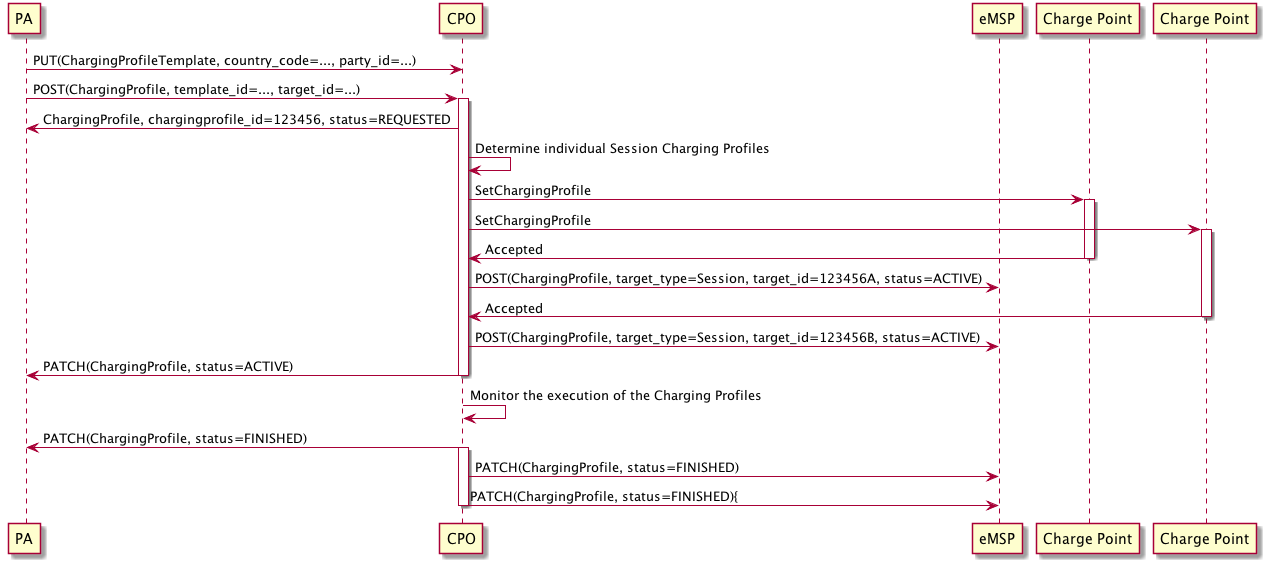 PA
CPO
eMSP
Charge Point
Charge Point
PUT(ChargingProfileTemplate, country_code=..., party_id=...)
POST(ChargingProfile, template_id=..., target_id=...)
ChargingProfile, chargingprofile_id=123456, status=REQUESTED
Determine individual Session Charging Profiles
SetChargingProfile
SetChargingProfile
Accepted
POST(ChargingProfile, target_type=Session, target_id=123456A, status=ACTIVE)
Accepted
POST(ChargingProfile, target_type=Session, target_id=123456B, status=ACTIVE)
PATCH(ChargingProfile, status=ACTIVE)
Monitor the execution of the Charging Profiles
PATCH(ChargingProfile, status=FINISHED)
PATCH(ChargingProfile, status=FINISHED)
PATCH(ChargingProfile, status=FINISHED){
PA
CPO
eMSP
Charge Point
Charge Point